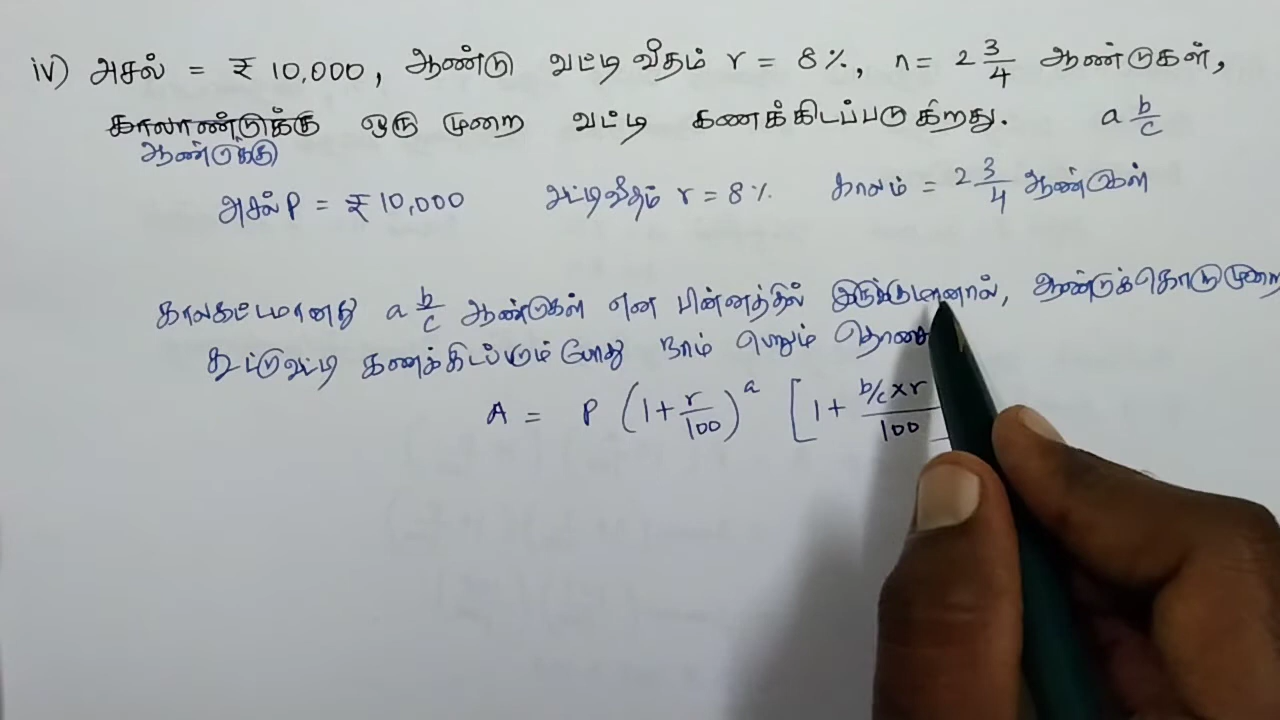 iv) அசல் = ₹ 10,000, ஆண்டு வட்டி வீதம் r = 8%, n = 2 3/4 ஆண்டுகள்,
காலாண்டுக்கு ஒரு முறை வட்டி கணக்கிடப்படுகிறது. a b/c
ஆண்டுக்கு
அசல் P = ₹ 10,000 வட்டிவீதம் r = 8% காலம் = 2 3/4 ஆண்டுகள்
காலகட்டமானது a b/c ஆண்டுகள் என பின்னத்தில் இருக்குமானால், ஆண்டுக்கொருமுறை
கூட்டுவட்டி கணக்கிடப்படும்போது நாம் பெறும்
A = P (1 + r/100)^a [1 + b/c × r/100